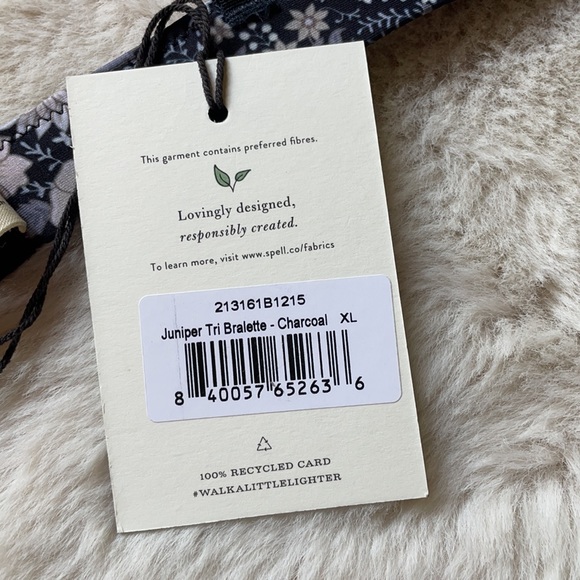 This garment contains preferred fibres.
Lovingly designed,
responsibly created.
To learn more, visit www.spell.co/fabrics
213161B1215
Juniper Tri Bralette - Charcoal XL
8 40057 65263 6
100% RECYCLED CARD
#WALKALITTLELIGHTER